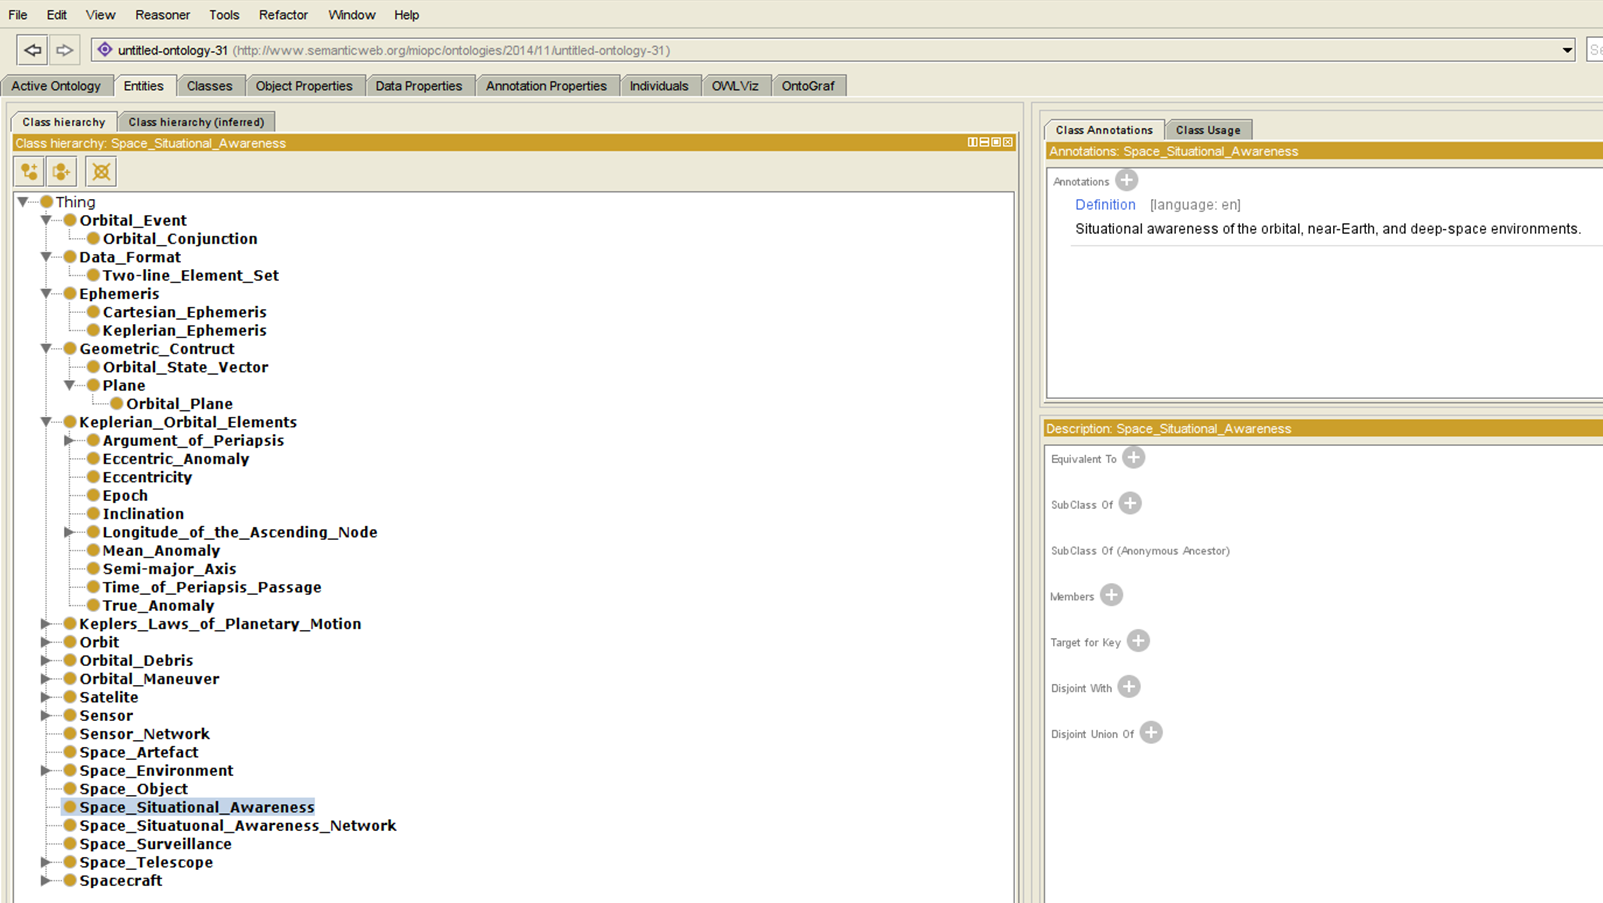 File Edit View Reasoner Tools Refactor Window Help
untitled-ontology-31 (http://www.semanticweb.org/miopc/ontologies/2014/11/untitled-ontology-31)
Active Ontology Entities Classes Object Properties Data Properties Annotation Properties Individuals OWLViz OntoGraf
Class hierarchy Class hierarchy (inferred)
Class hierarchy: Space_Situational_Awareness
Thing
Orbital_Event
Orbital_Conjunction
Data_Format
Two-line_Element_Set
Ephemeris
Cartesian_Ephemeris
Keplerian_Ephemeris
Geometric_Contruct
Orbital_State_Vector
Plane
Orbital_Plane
Keplerian_Orbital_Elements
Argument_of_Periapsis
Eccentric_Anomaly
Eccentricity
Epoch
Inclination
Longitude_of_the_Ascending_Node
Mean_Anomaly
Semi-major_Axis
Time_of_Periapsis_Passage
True_Anomaly
Keplers_Laws_of_Planetary_Motion
Orbit
Orbital_Debris
Orbital_Maneuver
Satelite
Sensor
Sensor_Network
Space_Artefact
Space_Environment
Space_Object
Space_Situational_Awareness
Space_Situatuonal_Awareness_Network
Space_Surveillance
Space_Telescope
Spacecraft
Class Annotations Class Usage
Annotations: Space_Situational_Awareness
Annotations
Definition [language: en]
Situational awareness of the orbital, near-Earth, and deep-space environments.
Description: Space_Situational_Awareness
Equivalent To
SubClass Of
SubClass Of (Anonymous Ancestor)
Members
Target for Key
Disjoint With
Disjoint Union Of